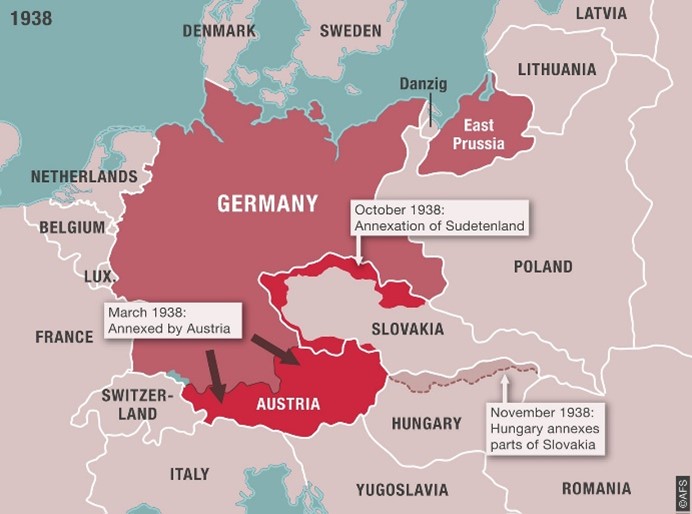 1938
DENMARK
SWEDEN
LATVIA
LITHUANIA
Danzig
East
Prussia
NETHERLANDS
GERMANY
BELGIUM
October 1938:
Annexation of Sudetenland
POLAND
LUX.
March 1938:
Annexed by Austria
FRANCE
SLOVAKIA
SWITZER-
LAND
AUSTRIA
HUNGARY
November 1938:
Hungary annexes
parts of Slovakia
ITALY
YUGOSLAVIA
ROMANIA
©AFS